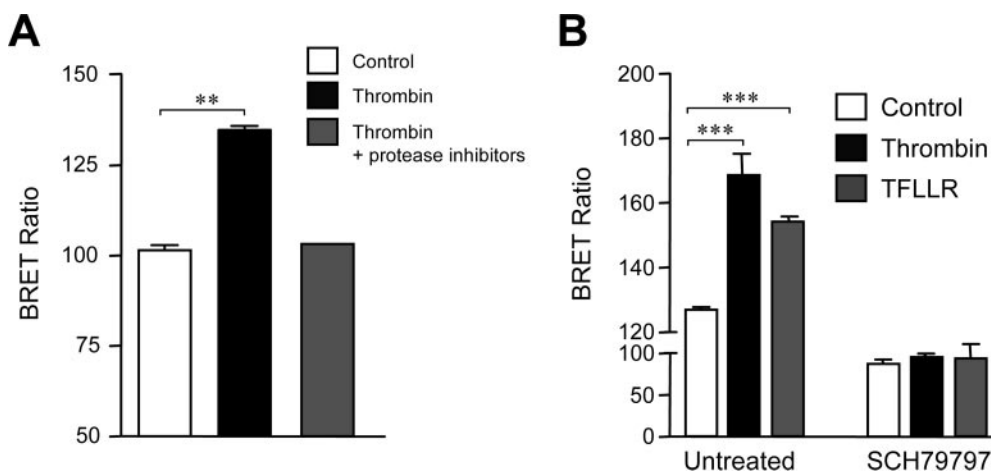 A
BRET Ratio
150
125
100
75
50
**
Control
Thrombin
Thrombin
+ protease inhibitors
B
BRET Ratio
200
180
160
140
120
100
50
0
***
***
Control
Thrombin
TFLLR
Untreated
SCH79797